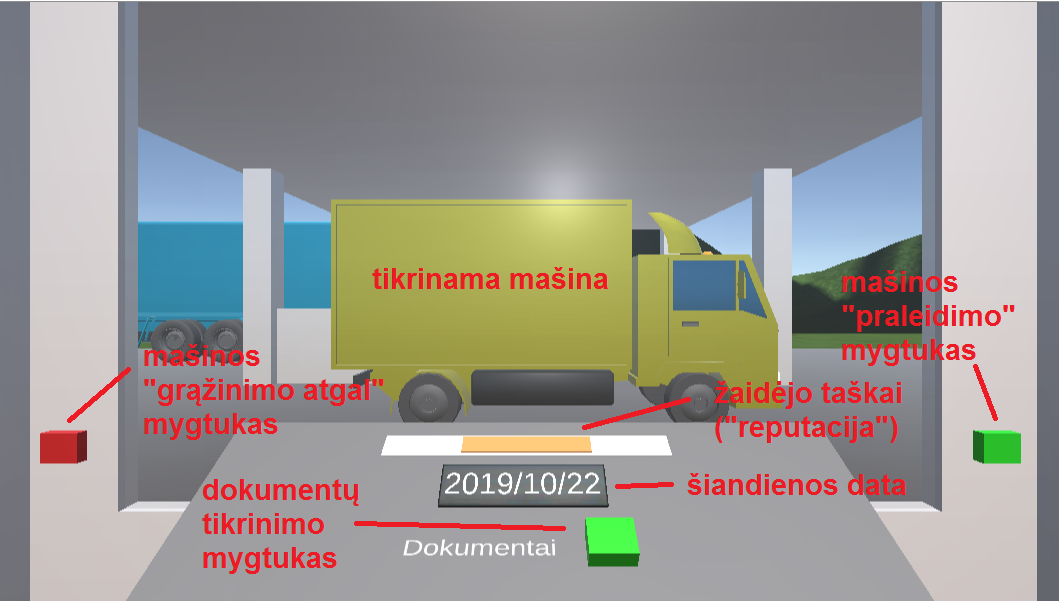 tikrinama mašina
mašinos
"praleidimo"
mygtukas
mašinos
"grąžinimo atgal"
mygtukas
žaidėjo taškai
("reputacija")
2019/10/22
šiandienos data
dokumentų
tikrinimo
mygtukas
Dokumentai